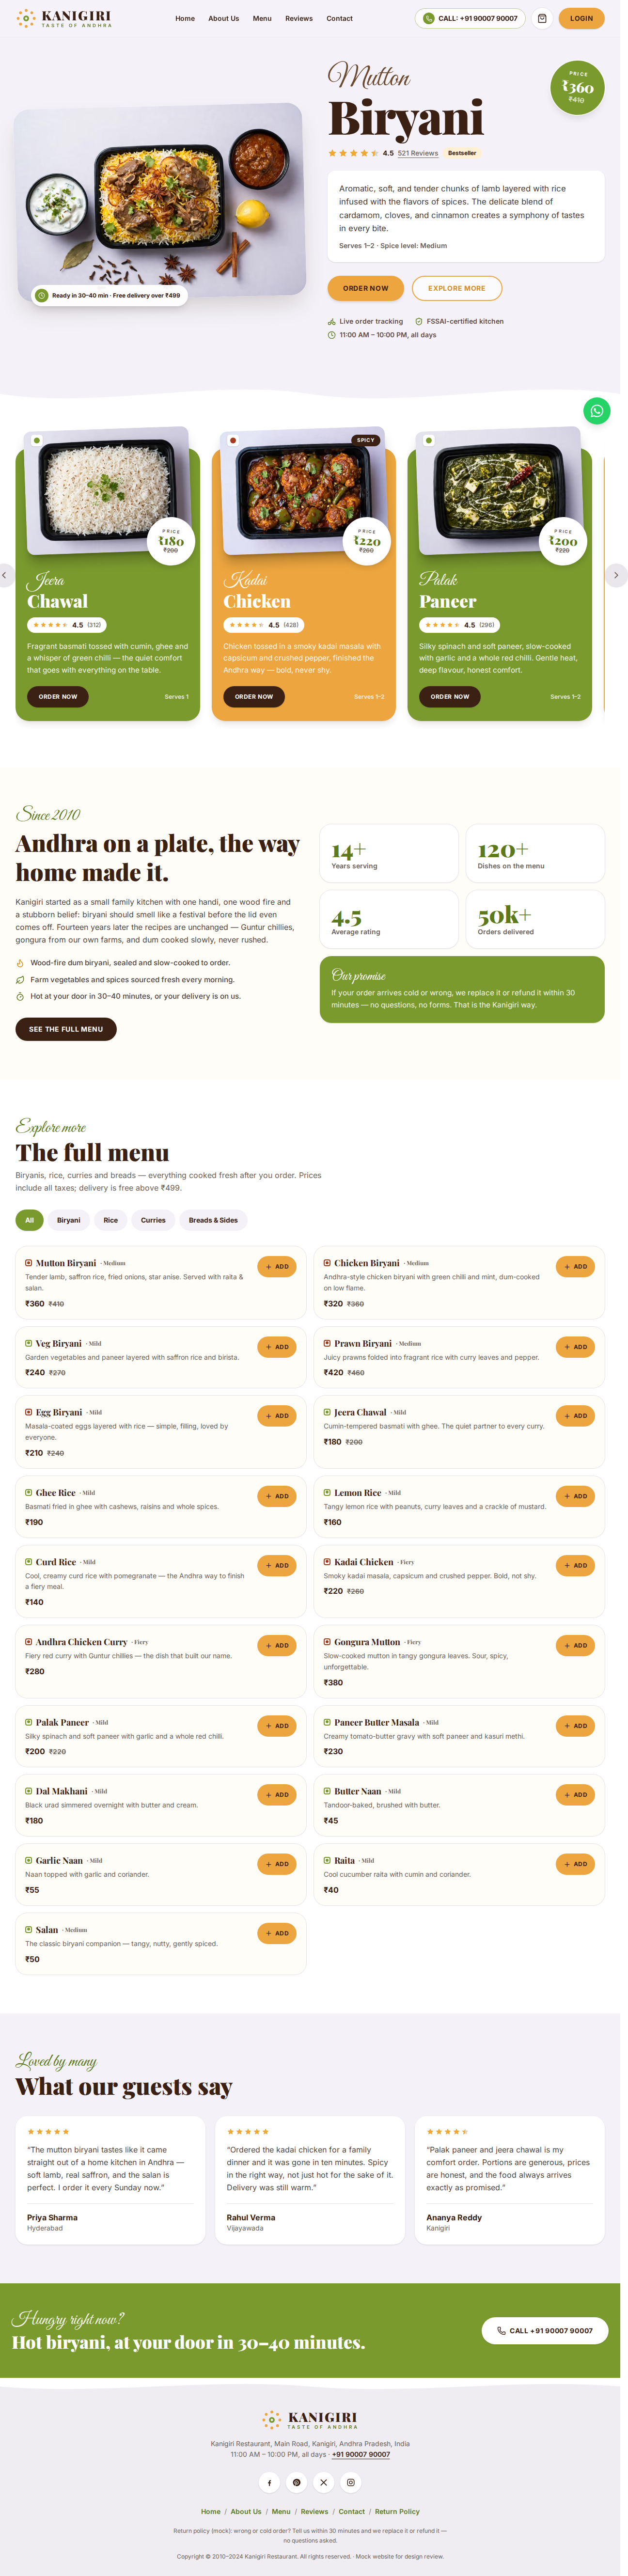 KANIGIRI
TASTE OF ANDHRA
Home About Us Menu Reviews Contact
CALL: +91 90007 90007
LOGIN
Mutton
Biryani
PRICE
₹360
₹410
4.5 521 Reviews Bestseller
Aromatic, soft, and tender chunks of lamb layered with rice
infused with the flavors of spices. The delicate blend of
cardamom, cloves, and cinnamon creates a symphony of tastes
in every bite.
Serves 1–2 · Spice level: Medium
Ready in 30–40 min · Free delivery over ₹499
ORDER NOW EXPLORE MORE
Live order tracking FSSAI-certified kitchen
11:00 AM – 10:00 PM, all days
PRICE
₹180
₹200
Jeera
Chawal
4.5 (312)
Fragrant basmati tossed with cumin, ghee and
a whisper of green chilli — the quiet comfort
that goes with everything on the table.
ORDER NOW Serves 1
SPICY
PRICE
₹220
₹260
Kadai
Chicken
4.5 (428)
Chicken tossed in a smoky kadai masala with
capsicum and crushed pepper, finished the
Andhra way — bold, never shy.
ORDER NOW Serves 1–2
PRICE
₹200
₹220
Palak
Paneer
4.5 (296)
Silky spinach and soft paneer, slow-cooked
with garlic and a whole red chilli. Gentle heat,
deep flavour, honest comfort.
ORDER NOW Serves 1–2
Since 2010
Andhra on a plate, the way
home made it.
Kanigiri started as a small family kitchen with one handi, one wood fire and
a stubborn belief: biryani should smell like a festival before the lid even
comes off. Fourteen years later the recipes are unchanged — Guntur chillies,
gongura from our own farms, and dum cooked slowly, never rushed.
Wood-fire dum biryani, sealed and slow-cooked to order.
Farm vegetables and spices sourced fresh every morning.
Hot at your door in 30–40 minutes, or your delivery is on us.
SEE THE FULL MENU
14+
Years serving
120+
Dishes on the menu
4.5
Average rating
50k+
Orders delivered
Our promise
If your order arrives cold or wrong, we replace it or refund it within 30
minutes — no questions, no forms. That is the Kanigiri way.
Explore more
The full menu
Biryanis, rice, curries and breads — everything cooked fresh after you order. Prices
include all taxes; delivery is free above ₹499.
All Biryani Rice Curries Breads & Sides
Mutton Biryani · Medium
Tender lamb, saffron rice, fried onions, star anise. Served with raita &
salan.
₹360 ₹410
ADD
Chicken Biryani · Medium
Andhra-style chicken biryani with green chilli and mint, dum-cooked
on low flame.
₹320 ₹360
ADD
Veg Biryani · Mild
Garden vegetables and paneer layered with saffron rice and birista.
₹240 ₹270
ADD
Prawn Biryani · Medium
Juicy prawns folded into fragrant rice with curry leaves and pepper.
₹420 ₹460
ADD
Egg Biryani · Mild
Masala-coated eggs layered with rice — simple, filling, loved by
everyone.
₹210 ₹240
ADD
Jeera Chawal · Mild
Cumin-tempered basmati with ghee. The quiet partner to every curry.
₹180 ₹200
ADD
Ghee Rice · Mild
Basmati fried in ghee with cashews, raisins and whole spices.
₹190
ADD
Lemon Rice · Mild
Tangy lemon rice with peanuts, curry leaves and a crackle of mustard.
₹160
ADD
Curd Rice · Mild
Cool, creamy curd rice with pomegranate — the Andhra way to finish
a fiery meal.
₹140
ADD
Kadai Chicken · Fiery
Smoky kadai masala, capsicum and crushed pepper. Bold, not shy.
₹220 ₹260
ADD
Andhra Chicken Curry · Fiery
Fiery red curry with Guntur chillies — the dish that built our name.
₹280
ADD
Gongura Mutton · Fiery
Slow-cooked mutton in tangy gongura leaves. Sour, spicy,
unforgettable.
₹380
ADD
Palak Paneer · Mild
Silky spinach and soft paneer with garlic and a whole red chilli.
₹200 ₹220
ADD
Paneer Butter Masala · Mild
Creamy tomato-butter gravy with soft paneer and kasuri methi.
₹230
ADD
Dal Makhani · Mild
Black urad simmered overnight with butter and cream.
₹180
ADD
Butter Naan · Mild
Tandoor-baked, brushed with butter.
₹45
ADD
Garlic Naan · Mild
Naan topped with garlic and coriander.
₹55
ADD
Raita · Mild
Cool cucumber raita with cumin and coriander.
₹40
ADD
Salan · Medium
The classic biryani companion — tangy, nutty, gently spiced.
₹50
ADD
Loved by many
What our guests say
“The mutton biryani tastes like it came
straight out of a home kitchen in Andhra —
soft lamb, real saffron, and the salan is
perfect. I order it every Sunday now.”
Priya Sharma
Hyderabad
“Ordered the kadai chicken for a family
dinner and it was gone in ten minutes. Spicy
in the right way, not just hot for the sake of it.
Delivery was still warm.”
Rahul Verma
Vijayawada
“Palak paneer and jeera chawal is my
comfort order. Portions are generous, prices
are honest, and the food always arrives
exactly as promised.”
Ananya Reddy
Kanigiri
Hungry right now?
Hot biryani, at your door in 30–40 minutes.
CALL +91 90007 90007
KANIGIRI
TASTE OF ANDHRA
Kanigiri Restaurant, Main Road, Kanigiri, Andhra Pradesh, India
11:00 AM – 10:00 PM, all days · +91 90007 90007
Home / About Us / Menu / Reviews / Contact / Return Policy
Return policy (mock): wrong or cold order? Tell us within 30 minutes and we replace it or refund it —
no questions asked.
Copyright © 2010–2024 Kanigiri Restaurant. All rights reserved. · Mock website for design review.